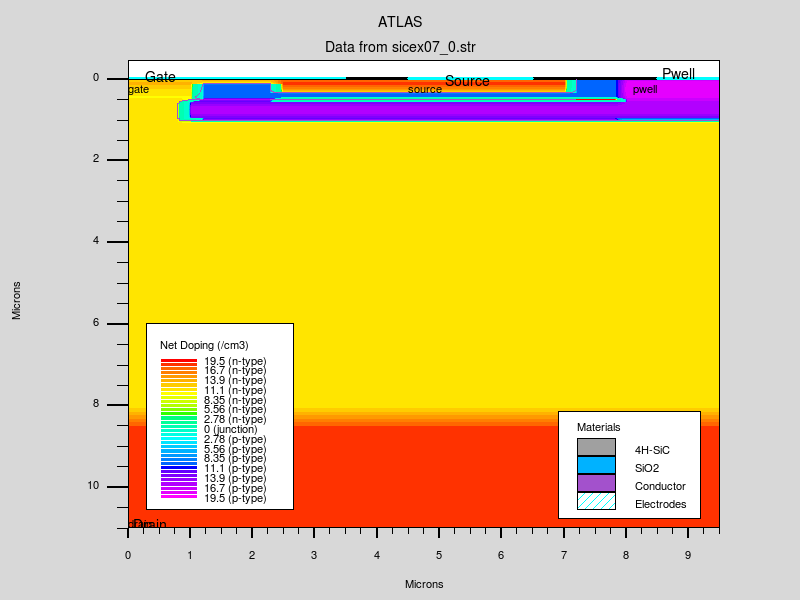 ATLAS
Data from sicex07_0.str
Gate
Source
Pwell
gate
source
pwell
0
2
4
6
8
10
Microns
Net Doping (/cm3)
19.5 (n-type)
16.7 (n-type)
13.9 (n-type)
11.1 (n-type)
8.35 (n-type)
5.56 (n-type)
2.78 (n-type)
0 (junction)
2.78 (p-type)
5.56 (p-type)
8.35 (p-type)
11.1 (p-type)
13.9 (p-type)
16.7 (p-type)
19.5 (p-type)
Materials
4H-SiC
SiO2
Conductor
Electrodes
Drain
0 1 2 3 4 5 6 7 8 9
Microns